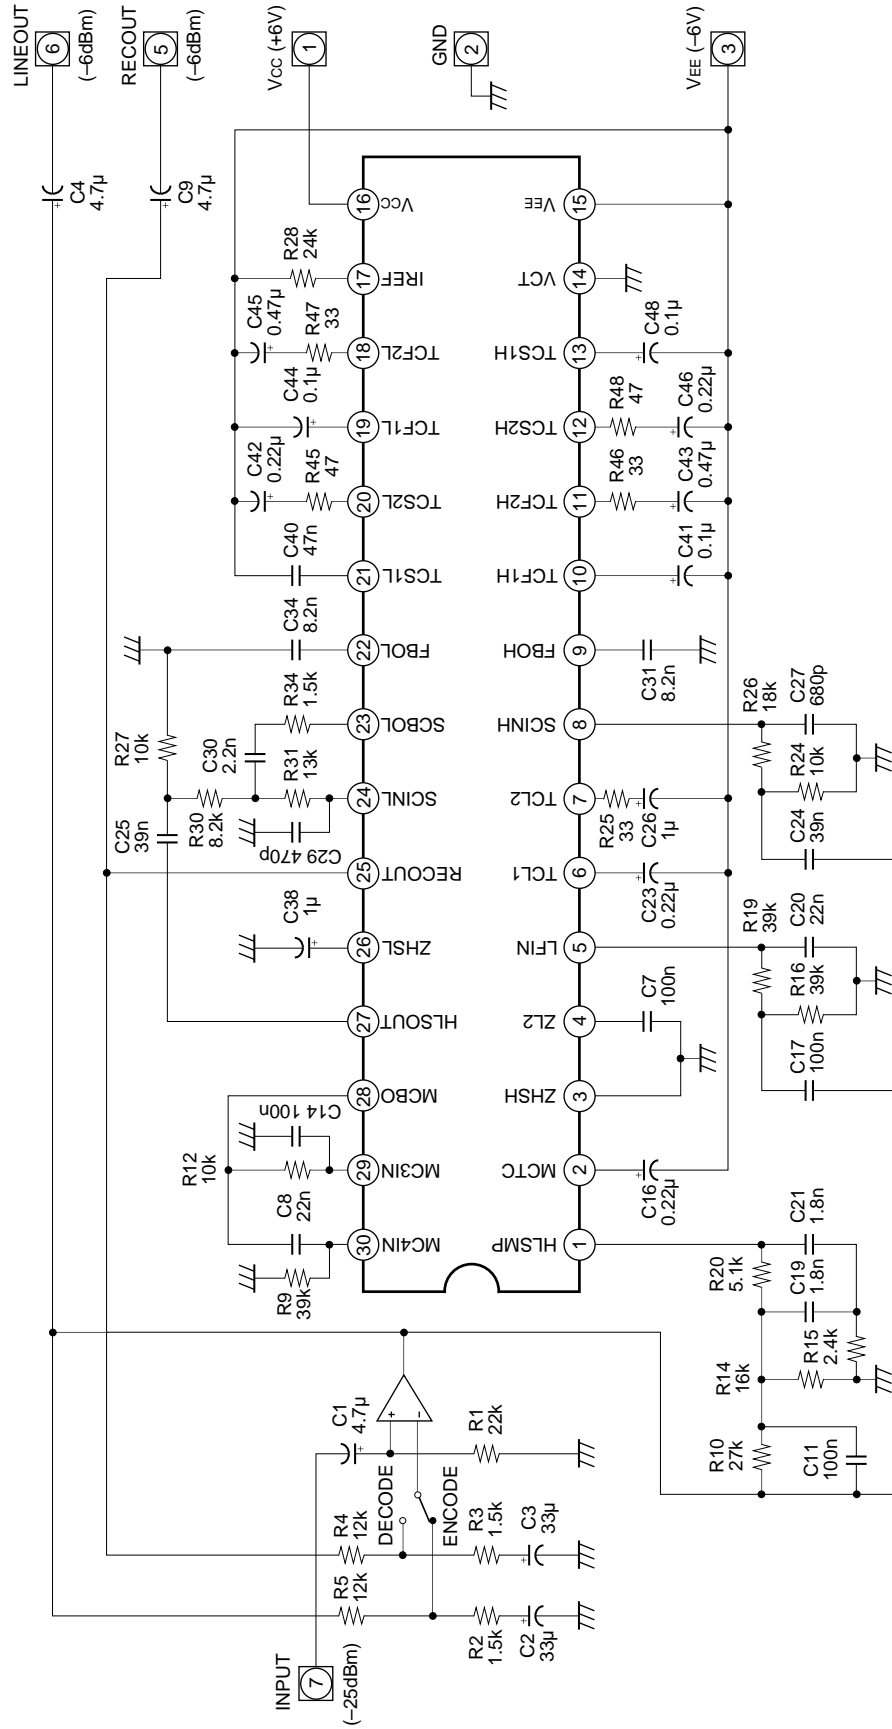 LINEOUT
6
(–6dBm)
RECOUT
5
(–6dBm)
VCC (+6V)
1
GND
2
VEE (–6V)
3
C4
4.7µ
C9
4.7µ
R28
24k
C45
0.47µ
R47
33
C44
0.1µ
C42
0.22µ
R45
47
C40
47n
C34
8.2n
R34
1.5k
R27
10k
C30
2.2n
R31
13k
C25
39n
R30
8.2k
C29 470p
C38
1µ
C14 100n
R12
10k
C8
22n
R9
39k
16
VCC
17
IREF
18
TCF2L
19
TCF1L
20
TCS2L
21
TCS1L
22
FBOL
23
SCBOL
24
SCINL
25
RECOUT
26
ZHSL
27
HLSOUT
28
MCBO
29
MC3IN
30
MC4IN
VEE
15
VCT
14
TCS1H
13
TCS2H
12
TCF2H
11
TCF1H
10
FBOH
9
SCINH
8
TCL2
7
TCL1
6
LFIN
5
ZL2
4
ZHSH
3
MCTC
2
HLSMP
1
C48
0.1µ
R48
47
C46
0.22µ
R46
33
C43
0.47µ
C41
0.1µ
C31
8.2n
R26
18k
C27
680p
R24
10k
C24
39n
R25
33
C26
1µ
C23
0.22µ
R19
39k
C20
22n
R16
39k
C17
100n
C7
100n
C16
0.22µ
C21
1.8n
R20
5.1k
C19
1.8n
R15
2.4k
R14
16k
R10
27k
C11
100n
+
–
C1
4.7µ
R1
22k
DECODE
ENCODE
R4
12k
R3
1.5k
C3
33µ
R5
12k
R2
1.5k
C2
33µ
INPUT
7
(–25dBm)